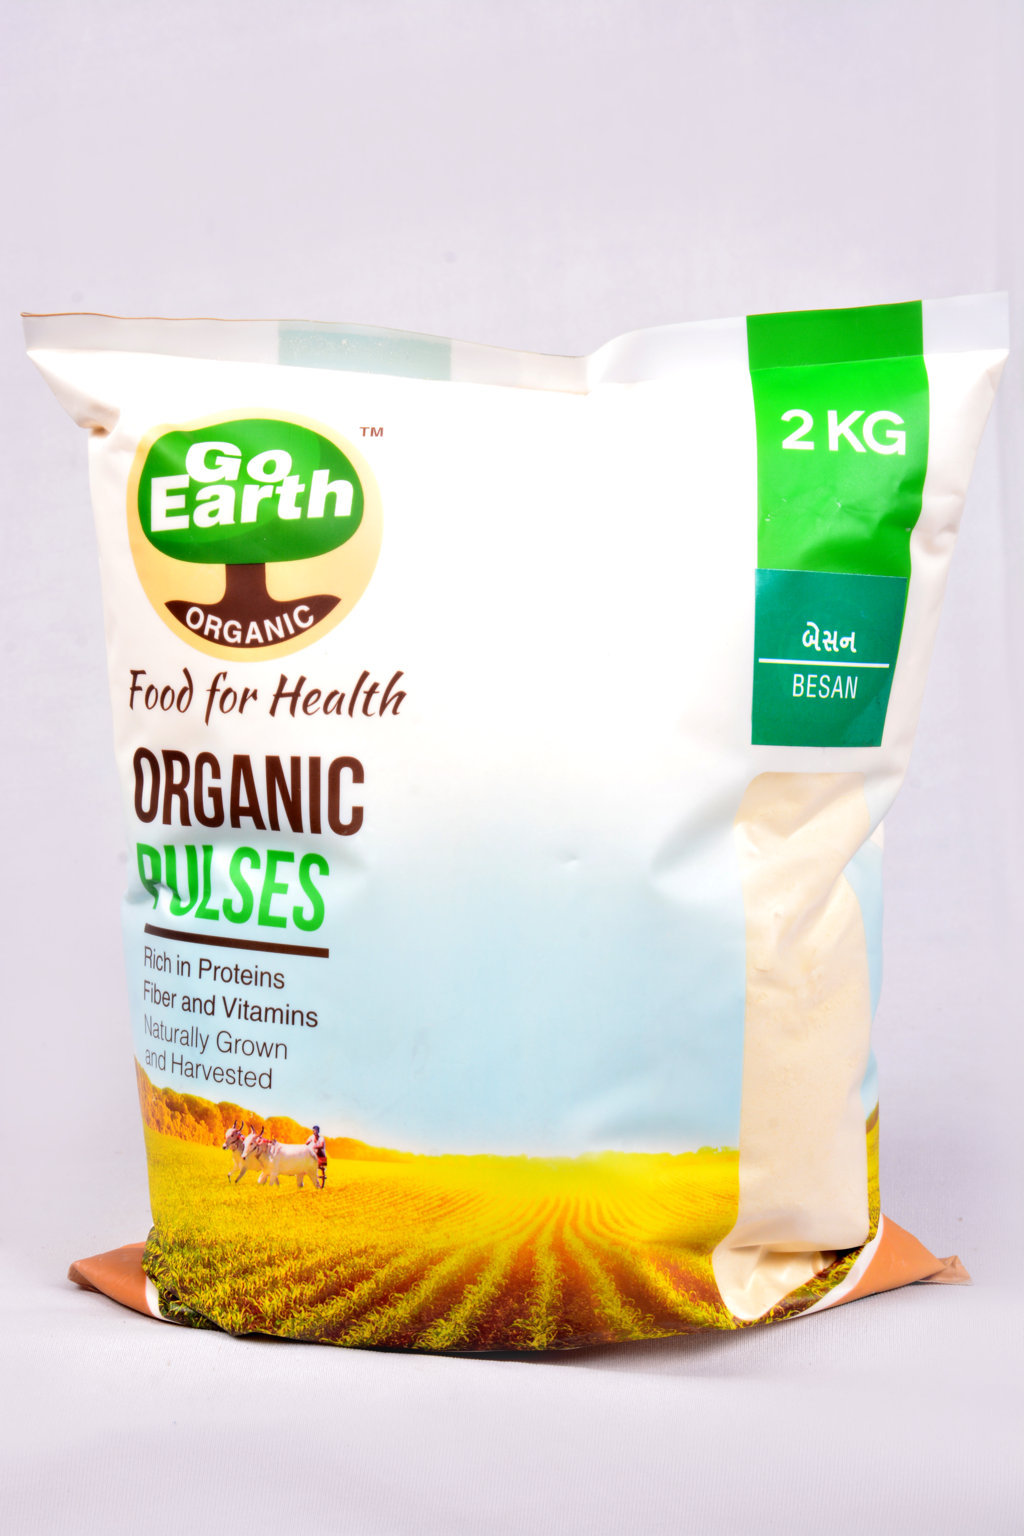 Go
Earth
TM
ORGANIC
Food for Health
ORGANIC
PULSES
Rich in Proteins
Fiber and Vitamins
Naturally Grown
and Harvested
2 KG
બેસન
BESAN